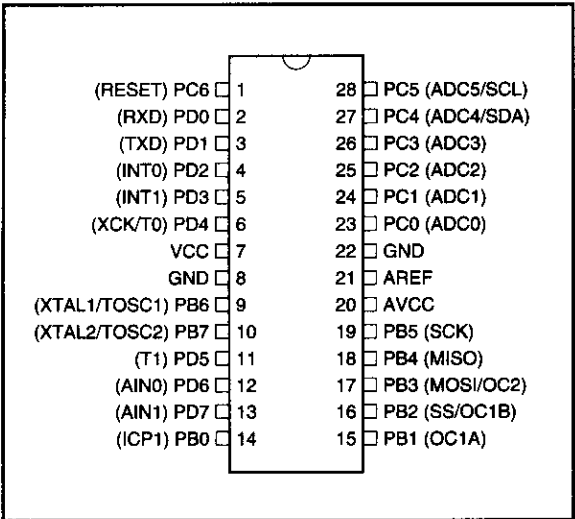 (RESET) PC6 1 28 PC5 (ADC5/SCL)
(RXD) PD0 2 27 PC4 (ADC4/SDA)
(TXD) PD1 3 26 PC3 (ADC3)
(INT0) PD2 4 25 PC2 (ADC2)
(INT1) PD3 5 24 PC1 (ADC1)
(XCK/T0) PD4 6 23 PC0 (ADC0)
VCC 7 22 GND
GND 8 21 AREF
(XTAL1/TOSC1) PB6 9 20 AVCC
(XTAL2/TOSC2) PB7 10 19 PB5 (SCK)
(T1) PD5 11 18 PB4 (MISO)
(AIN0) PD6 12 17 PB3 (MOSI/OC2)
(AIN1) PD7 13 16 PB2 (SS/OC1B)
(ICP1) PB0 14 15 PB1 (OC1A)